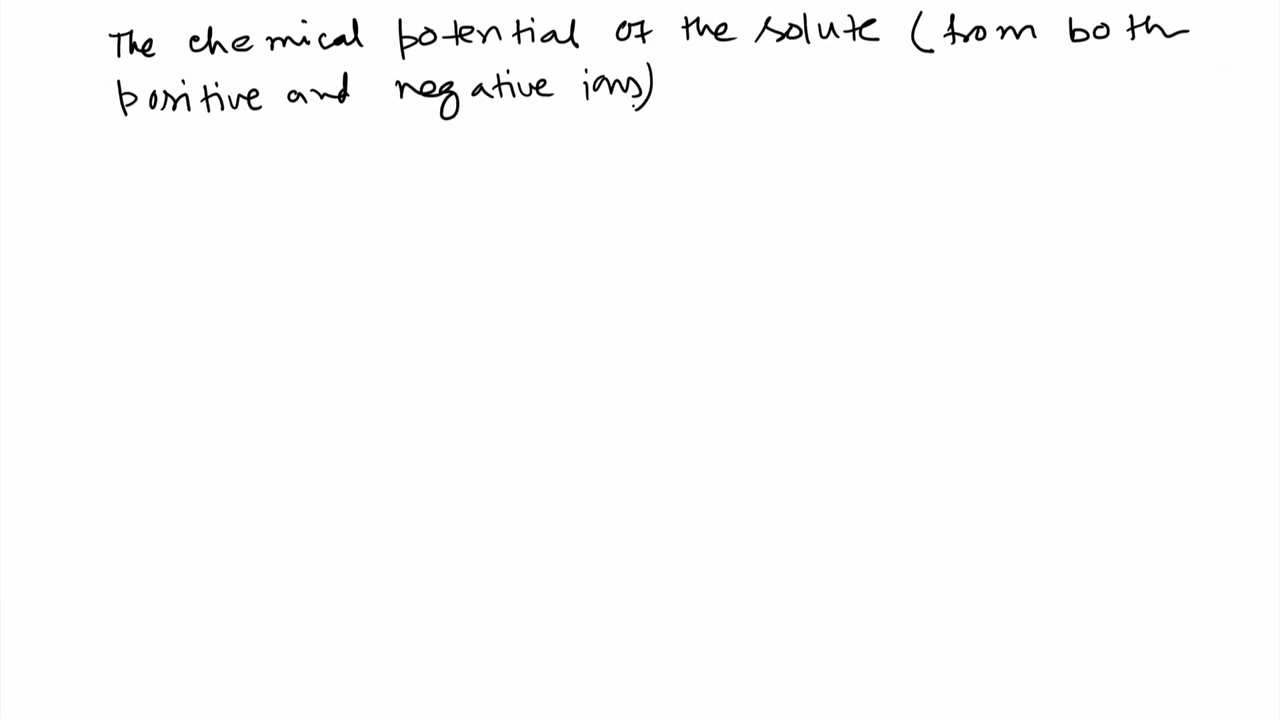 The chemical potential of the solute (from both
positive and negative ions)